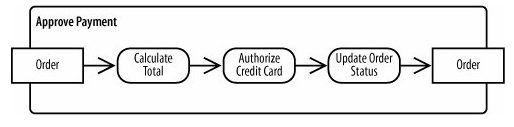 Approve Payment
Order
Calculate
Total
Authorize
Credit Card
Update Order
Status
Order